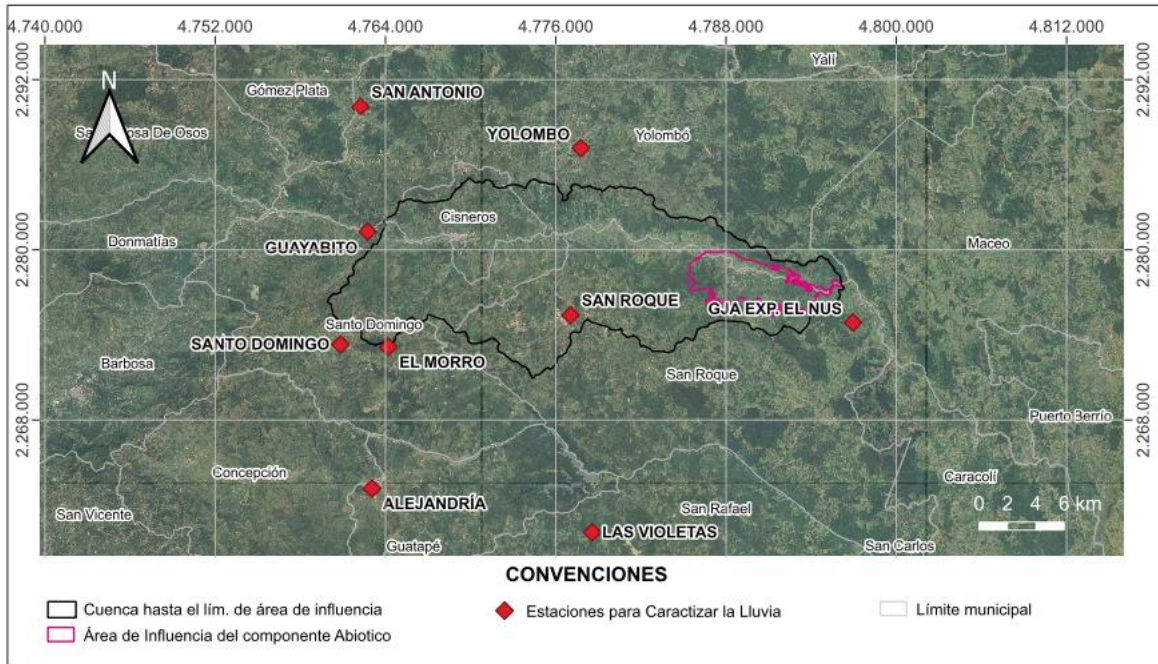 4.740.000 4.752.000 4.764.000 4.776.000 4.788.000 4.800.000 4.812.000
2.292.000
2.292.000
N
Gómez Plata
SAN ANTONIO
Yalí
YOLOMBO
Yolombó
Cisneros
Donmatías
GUAYABITO
Maceo
2.280.000
2.280.000
SAN ROQUE
GJA EXP. EL NUS
Santo Domingo
SANTO DOMINGO
EL MORRO
Barbosa
San Roque
Puerto Berrío
2.268.000
2.268.000
Concepción
Caracolí
ALEJANDRÍA
San Vicente
San Rafael
0 2 4 6 km
LAS VIOLETAS
Guatapé
San Carlos
CONVENCIONES
Cuenca hasta el lím. de área de influencia
Estaciones para Caractizar la Lluvia
Límite municipal
Área de Influencia del componente Abiotico